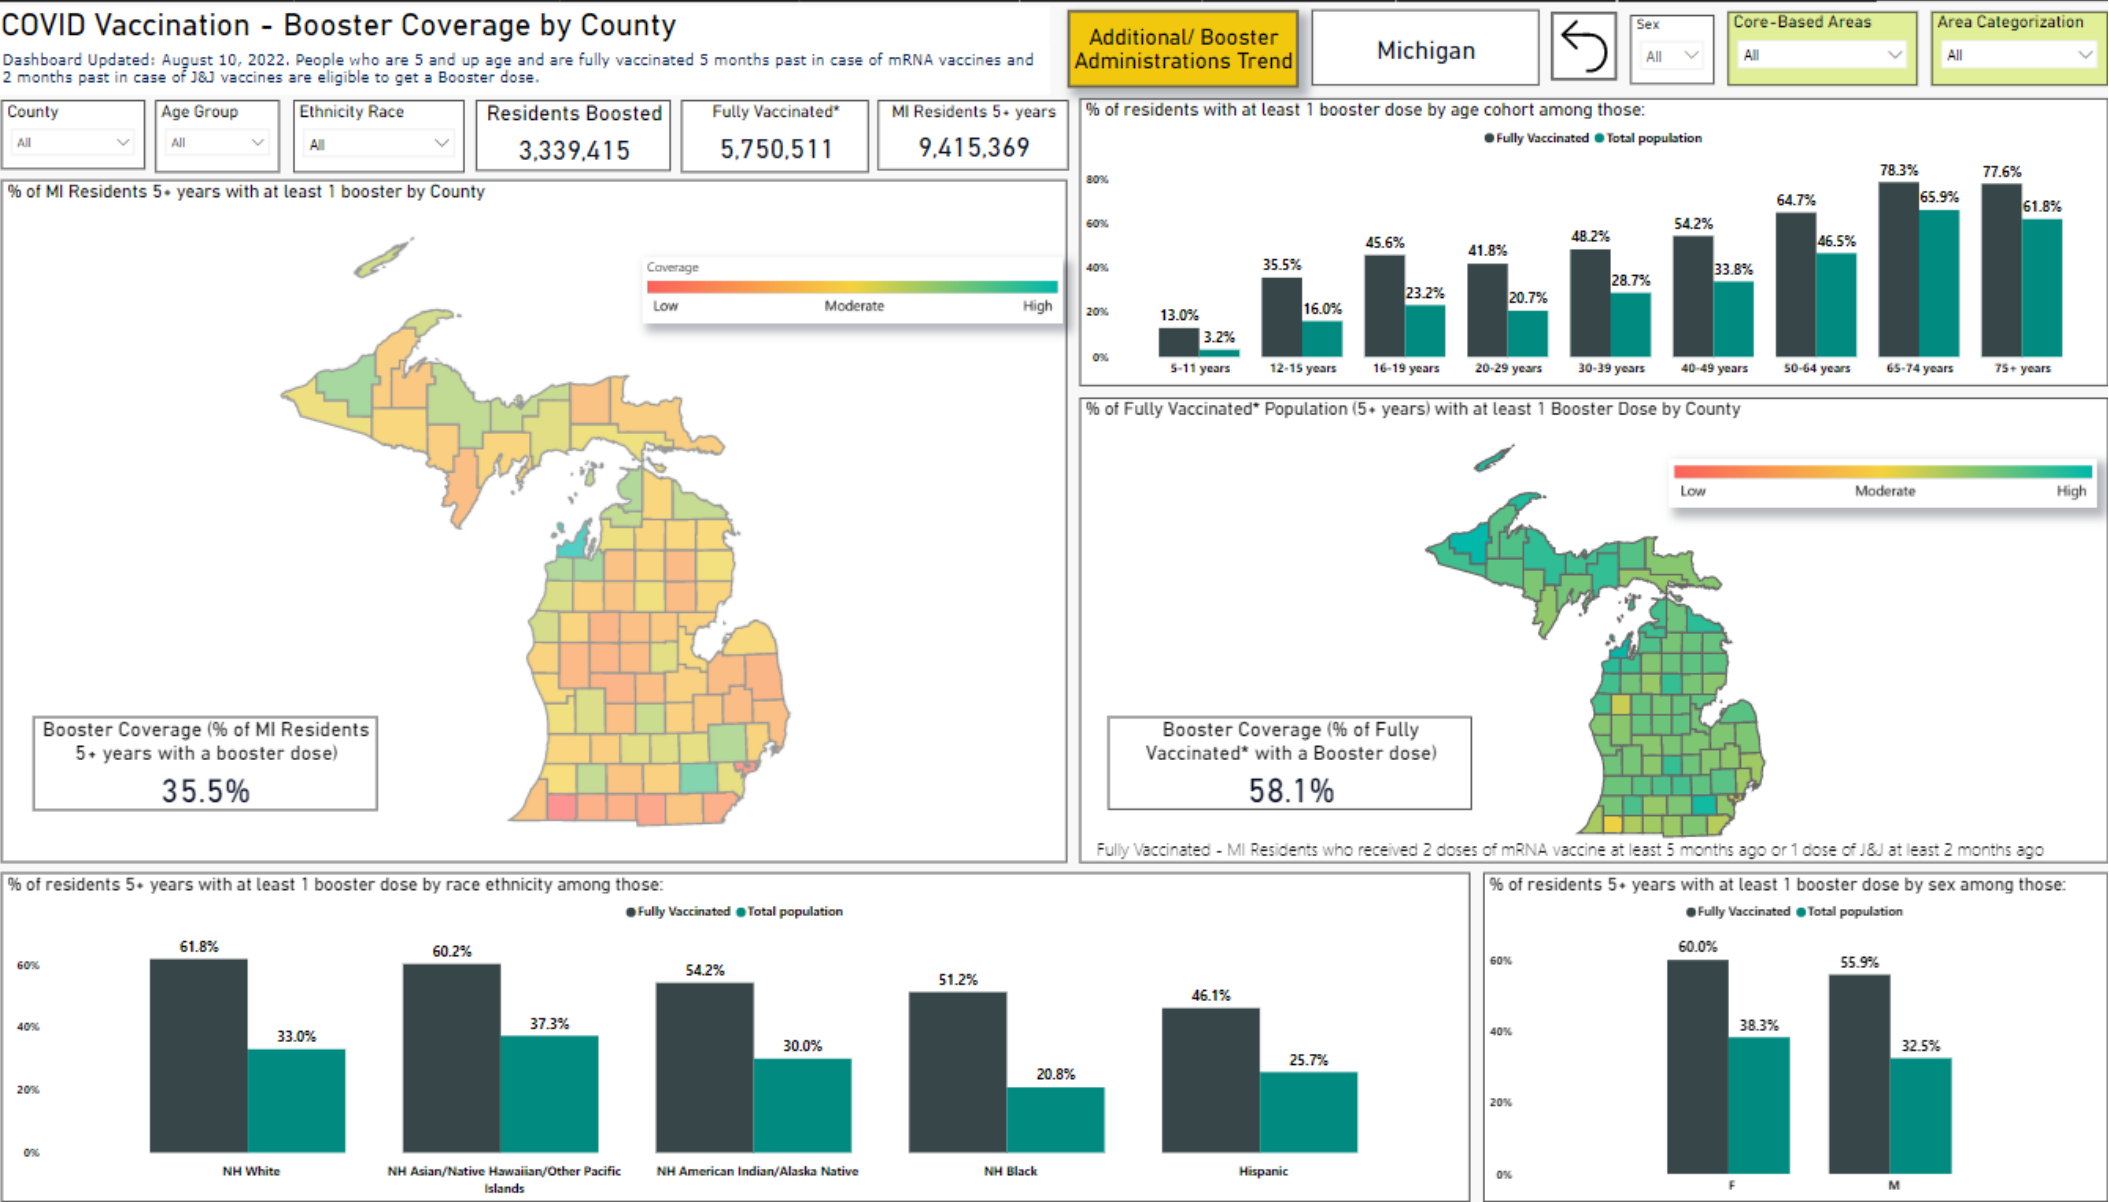 COVID Vaccination - Booster Coverage by County
Dashboard Updated: August 10, 2022. People who are 5 and up age and are fully vaccinated 5 months past in case of mRNA vaccines and
2 months past in case of J&J vaccines are eligible to get a Booster dose.
Additional/ Booster
Administrations Trend
Michigan
Sex
All
Core-Based Areas
All
Area Categorization
All
County
All
Age Group
All
Ethnicity Race
All
Residents Boosted
3,339,415
Fully Vaccinated*
5,750,511
MI Residents 5+ years
9,415,369
% of MI Residents 5+ years with at least 1 booster by County
Coverage
Low Moderate High
Booster Coverage (% of MI Residents
5+ years with a booster dose)
35.5%
% of residents with at least 1 booster dose by age cohort among those:
Fully Vaccinated Total population
80%
60%
40%
20%
0%
13.0% 3.2% 35.5% 16.0% 45.6% 23.2% 41.8% 20.7% 48.2% 28.7% 54.2% 33.8% 64.7% 46.5% 78.3% 65.9% 77.6% 61.8%
5-11 years 12-15 years 16-19 years 20-29 years 30-39 years 40-49 years 50-64 years 65-74 years 75+ years
% of Fully Vaccinated* Population (5+ years) with at least 1 Booster Dose by County
Low Moderate High
Booster Coverage (% of Fully
Vaccinated* with a Booster dose)
58.1%
Fully Vaccinated - MI Residents who received 2 doses of mRNA vaccine at least 5 months ago or 1 dose of J&J at least 2 months ago
% of residents 5+ years with at least 1 booster dose by race ethnicity among those:
Fully Vaccinated Total population
60%
40%
20%
0%
61.8% 33.0% 60.2% 37.3% 54.2% 30.0% 51.2% 20.8% 46.1% 25.7%
NH White NH Asian/Native Hawaiian/Other Pacific NH American Indian/Alaska Native NH Black Hispanic
Islands
% of residents 5+ years with at least 1 booster dose by sex among those:
Fully Vaccinated Total population
60%
40%
20%
0%
60.0% 38.3% 55.9% 32.5%
F M